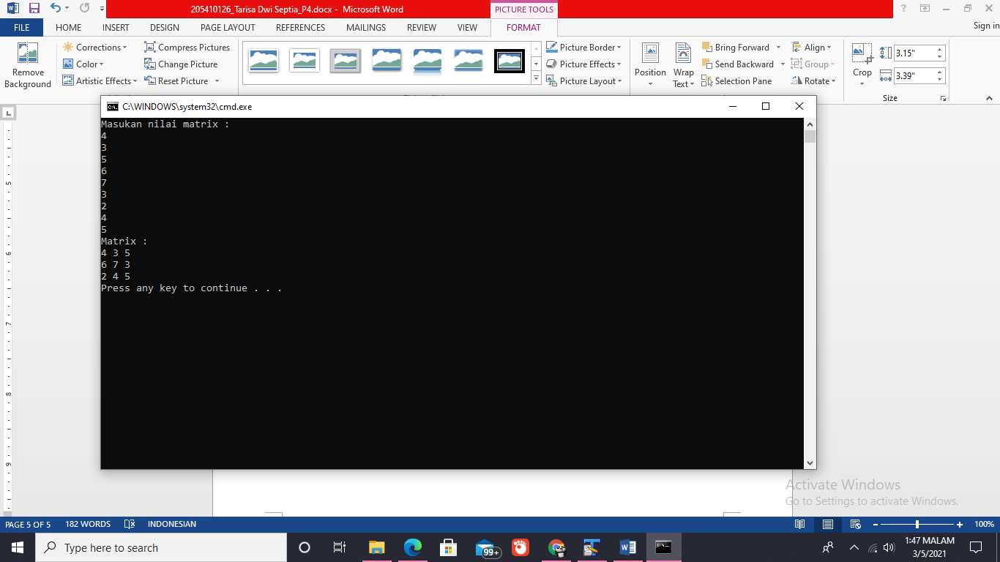 205410126_Tarisa Dwi Septia_P4.docx - Microsoft Word
PICTURE TOOLS
FILE HOME INSERT DESIGN PAGE LAYOUT REFERENCES MAILINGS REVIEW VIEW FORMAT Sign in
Remove Background
Corrections
Color
Artistic Effects
Compress Pictures
Change Picture
Reset Picture
Picture Border
Picture Effects
Picture Layout
Position
Wrap Text
Bring Forward
Send Backward
Selection Pane
Align
Group
Rotate
Crop
3.15"
3.39"
Size
C:\WINDOWS\system32\cmd.exe
Masukan nilai matrix :
4
3
5
6
7
3
2
4
5
Matrix :
4 3 5
6 7 3
2 4 5
Press any key to continue . . .
5
6
7
8
9
Activate Windows
Go to Settings to activate Windows.
PAGE 5 OF 5 182 WORDS INDONESIAN 100%
Type here to search
99+
1:47 MALAM
3/5/2021